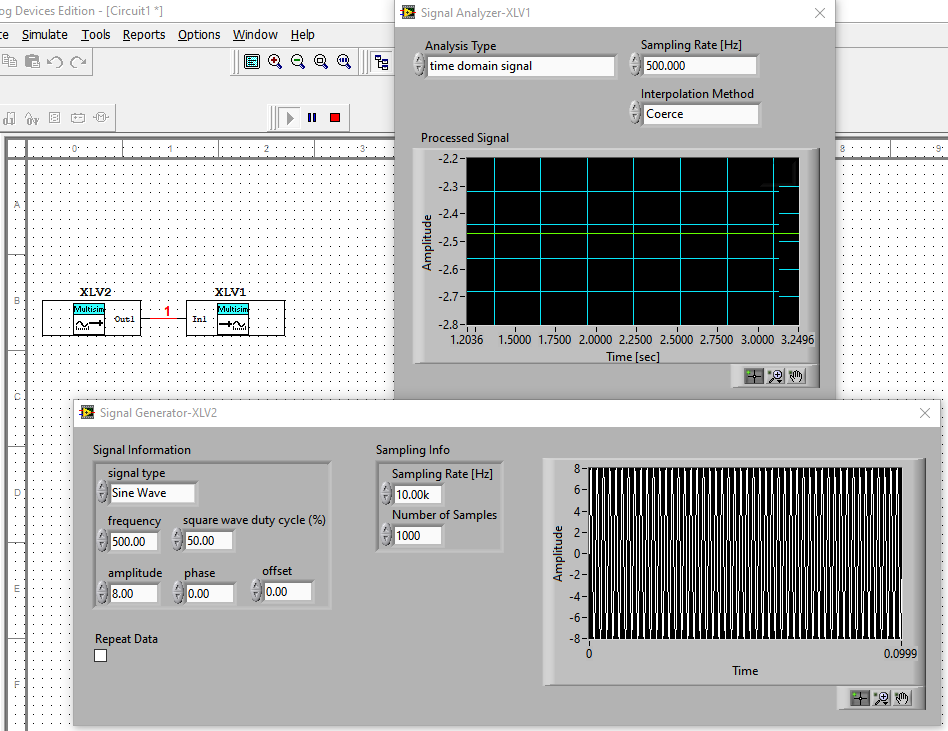 og Devices Edition - [Circuit1 *]
te Simulate Tools Reports Options Window Help
0 1 2 3 8 9
A
B
C
D
E
F
XLV2 XLV1
Multisim Multisim
Out1 1 In1
Signal Analyzer-XLV1
Analysis Type
time domain signal
Sampling Rate [Hz]
500.000
Interpolation Method
Coerce
Processed Signal
-2.2
-2.3
-2.4
-2.5
-2.6
-2.7
-2.8
Amplitude
1.2036 1.5000 1.7500 2.0000 2.2500 2.5000 2.7500 3.0000 3.2496
Time [sec]
Signal Generator-XLV2
Signal Information
signal type
Sine Wave
frequency square wave duty cycle (%)
500.00 50.00
amplitude phase offset
8.00 0.00 0.00
Repeat Data
Sampling Info
Sampling Rate [Hz]
10.00k
Number of Samples
1000
8
6
4
2
0
-2
-4
-6
-8
Amplitude
0 0.0999
Time